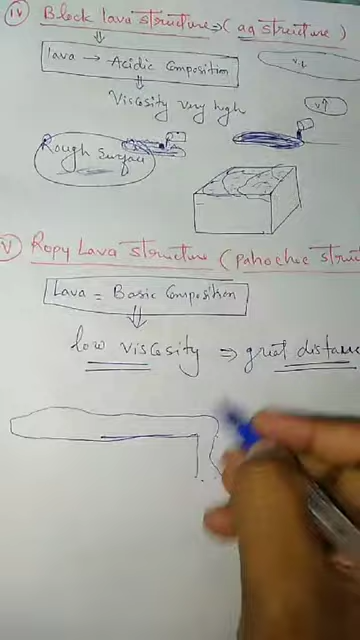 iv) Block lava structure ⇒ ( aa structure )
lava → Acidic Composition
Viscosity very high
v↓
v↑
Rough Surface
v) Ropy Lava structure ( pahoehoe struct
Lava = Basic Composition
low viscosity ⇒ great distance